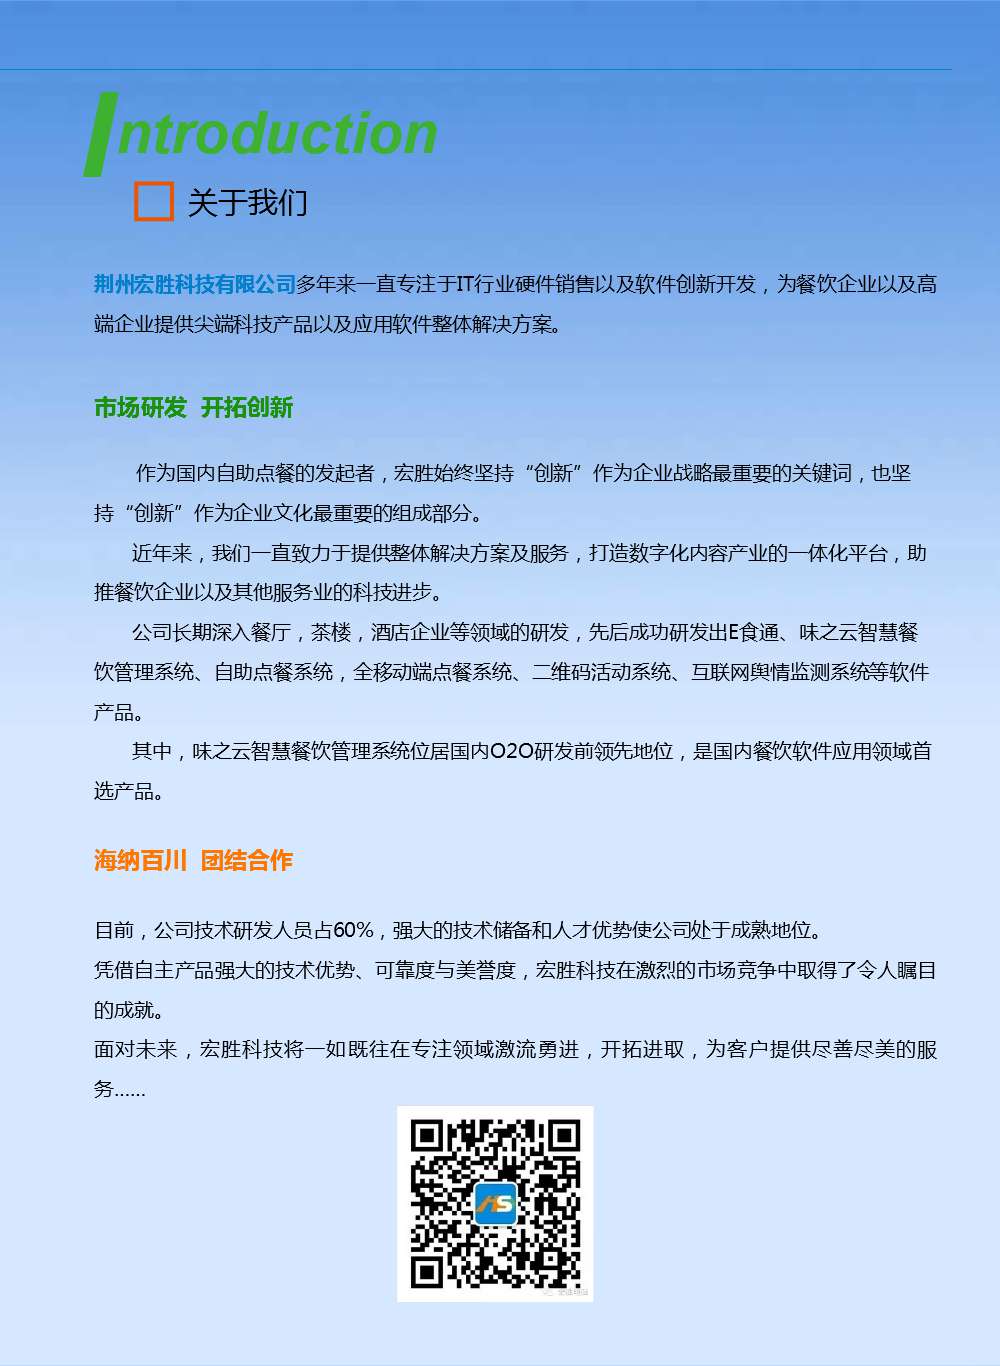 Introduction
关于我们
荆州宏胜科技有限公司多年来一直专注于IT行业硬件销售以及软件创新开发，为餐饮企业以及高
端企业提供尖端科技产品以及应用软件整体解决方案。
市场研发 开拓创新
作为国内自助点餐的发起者，宏胜始终坚持“创新”作为企业战略最重要的关键词，也坚
持“创新”作为企业文化最重要的组成部分。
近年来，我们一直致力于提供整体解决方案及服务，打造数字化内容产业的一体化平台，助
推餐饮企业以及其他服务业的科技进步。
公司长期深入餐厅，茶楼，酒店企业等领域的研发，先后成功研发出E食通、味之云智慧餐
饮管理系统、自助点餐系统，全移动端点餐系统、二维码活动系统、互联网舆情监测系统等软件
产品。
其中，味之云智慧餐饮管理系统位居国内O2O研发前领先地位，是国内餐饮软件应用领域首
选产品。
海纳百川 团结合作
目前，公司技术研发人员占60%，强大的技术储备和人才优势使公司处于成熟地位。
凭借自主产品强大的技术优势、可靠度与美誉度，宏胜科技在激烈的市场竞争中取得了令人瞩目
的成就。
面对未来，宏胜科技将一如既往在专注领域激流勇进，开拓进取，为客户提供尽善尽美的服
务......
HS